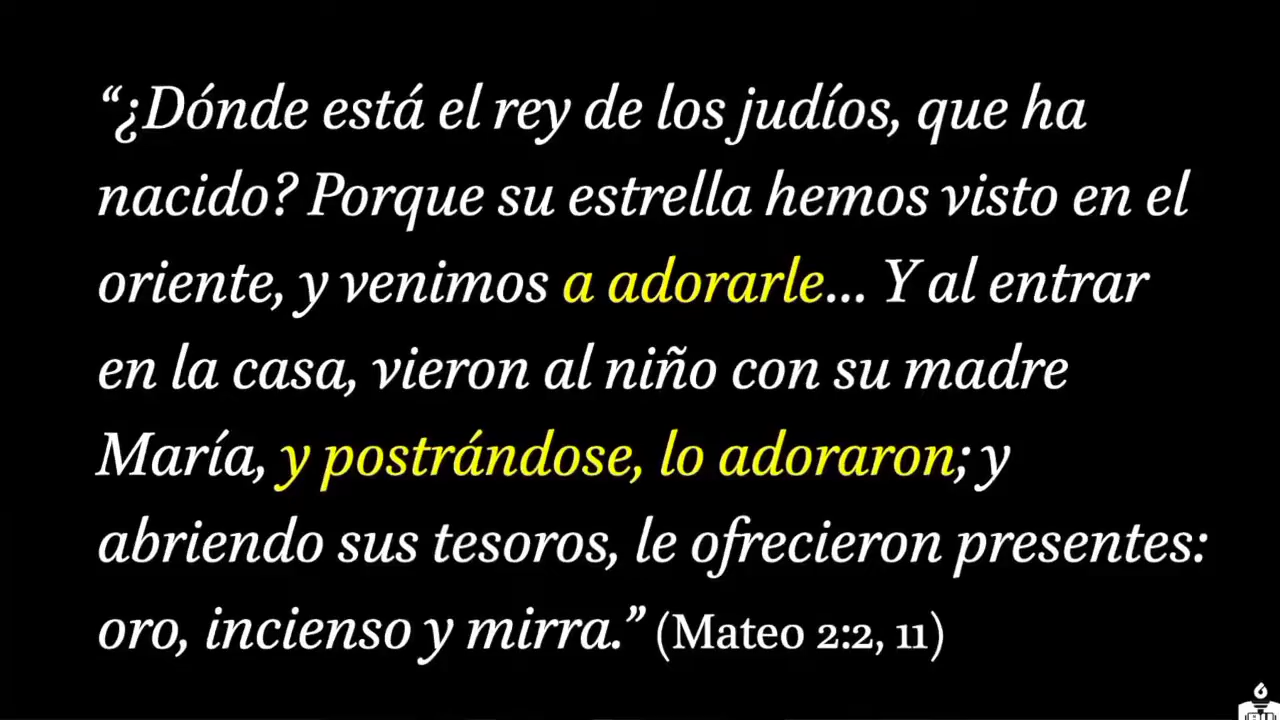 “¿Dónde está el rey de los judíos, que ha
nacido? Porque su estrella hemos visto en el
oriente, y venimos a adorarle... Y al entrar
en la casa, vieron al niño con su madre
María, y postrándose, lo adoraron; y
abriendo sus tesoros, le ofrecieron presentes:
oro, incienso y mirra.” (Mateo 2:2, 11)